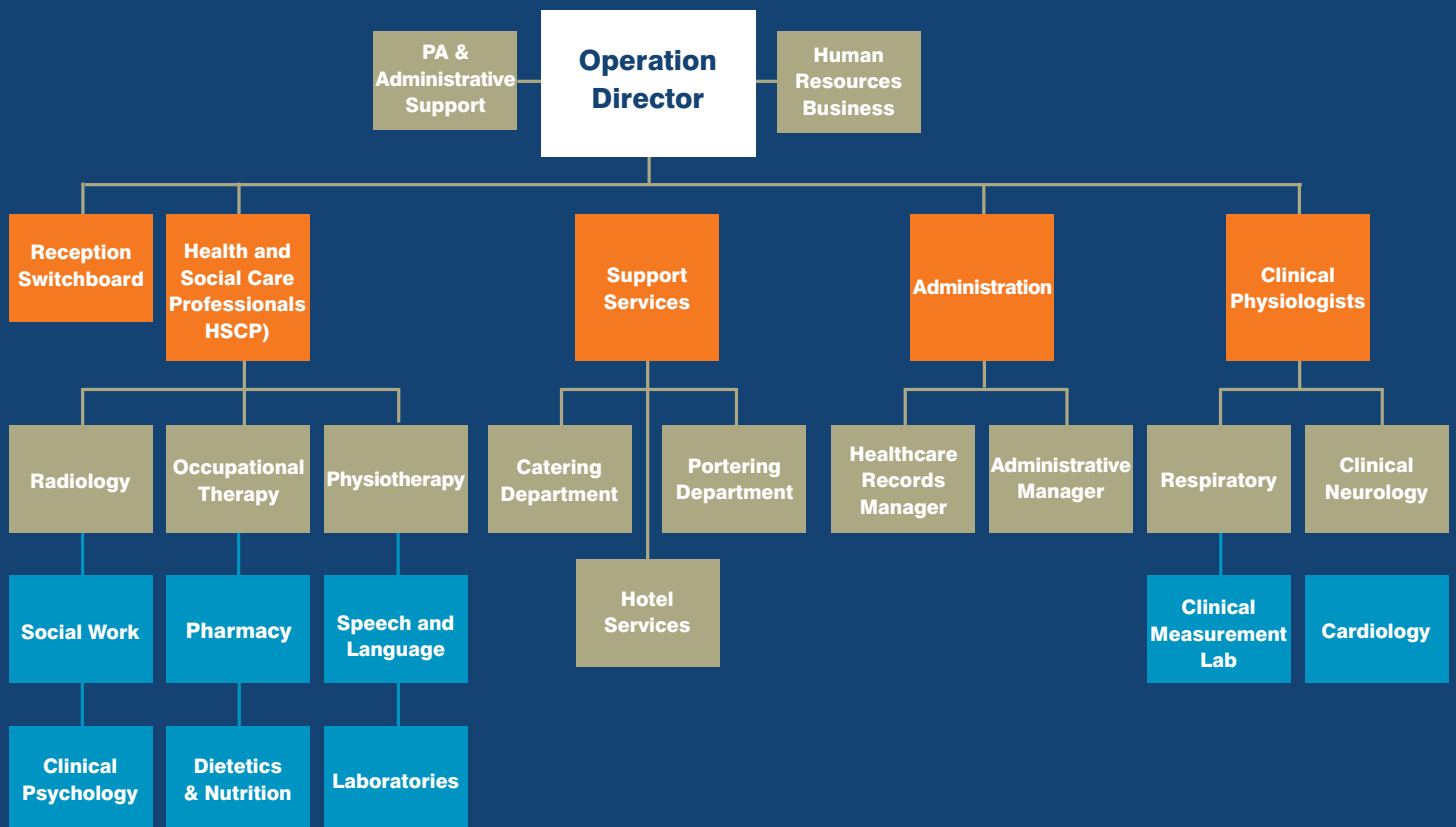 PA &
Administrative
Support
Operation
Director
Human
Resources
Business
Reception
Switchboard
Health and
Social Care
Professionals
HSCP)
Support
Services
Administration
Clinical
Physiologists
Radiology
Occupational
Therapy
Physiotherapy
Catering
Department
Portering
Department
Healthcare
Records
Manager
Administrative
Manager
Respiratory
Clinical
Neurology
Social Work
Pharmacy
Speech and
Language
Hotel
Services
Clinical
Measurement
Lab
Cardiology
Clinical
Psychology
Dietetics
& Nutrition
Laboratories